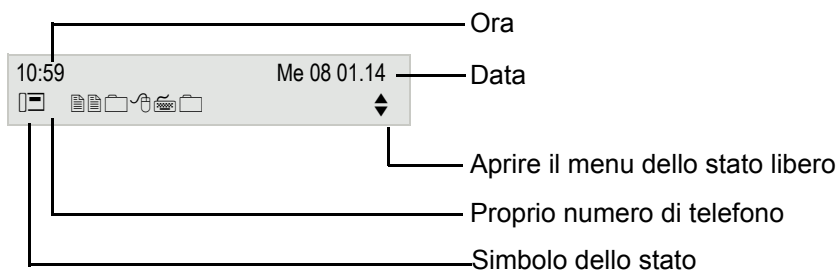 Ora
10:59 Me 08 01.14 Data
Aprire il menu dello stato libero
Proprio numero di telefono
Simbolo dello stato